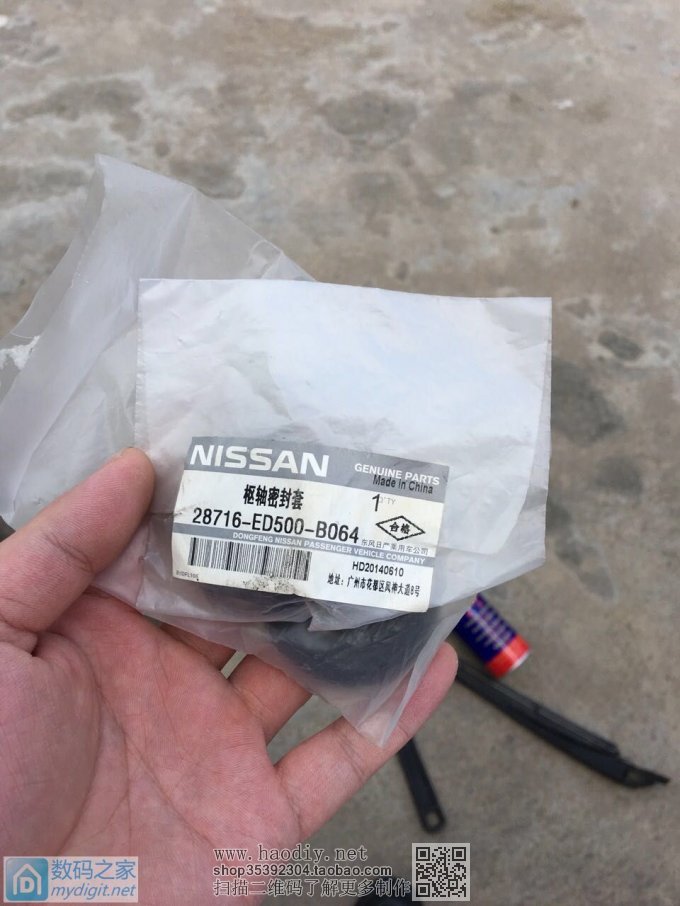 NISSAN
GENUINE PARTS
Made in China
枢轴密封套
1
Q'TY
28716-ED500-B064
合格
东风日产乘用车公司
DONGFENG NISSAN PASSENGER VEHICLE COMPANY
HD20140610
地址：广州市花都区风神大道8号
数码之家
mydigit.net
www.haodiy.net
shop35392304.taobao.com
扫描二维码了解更多制作